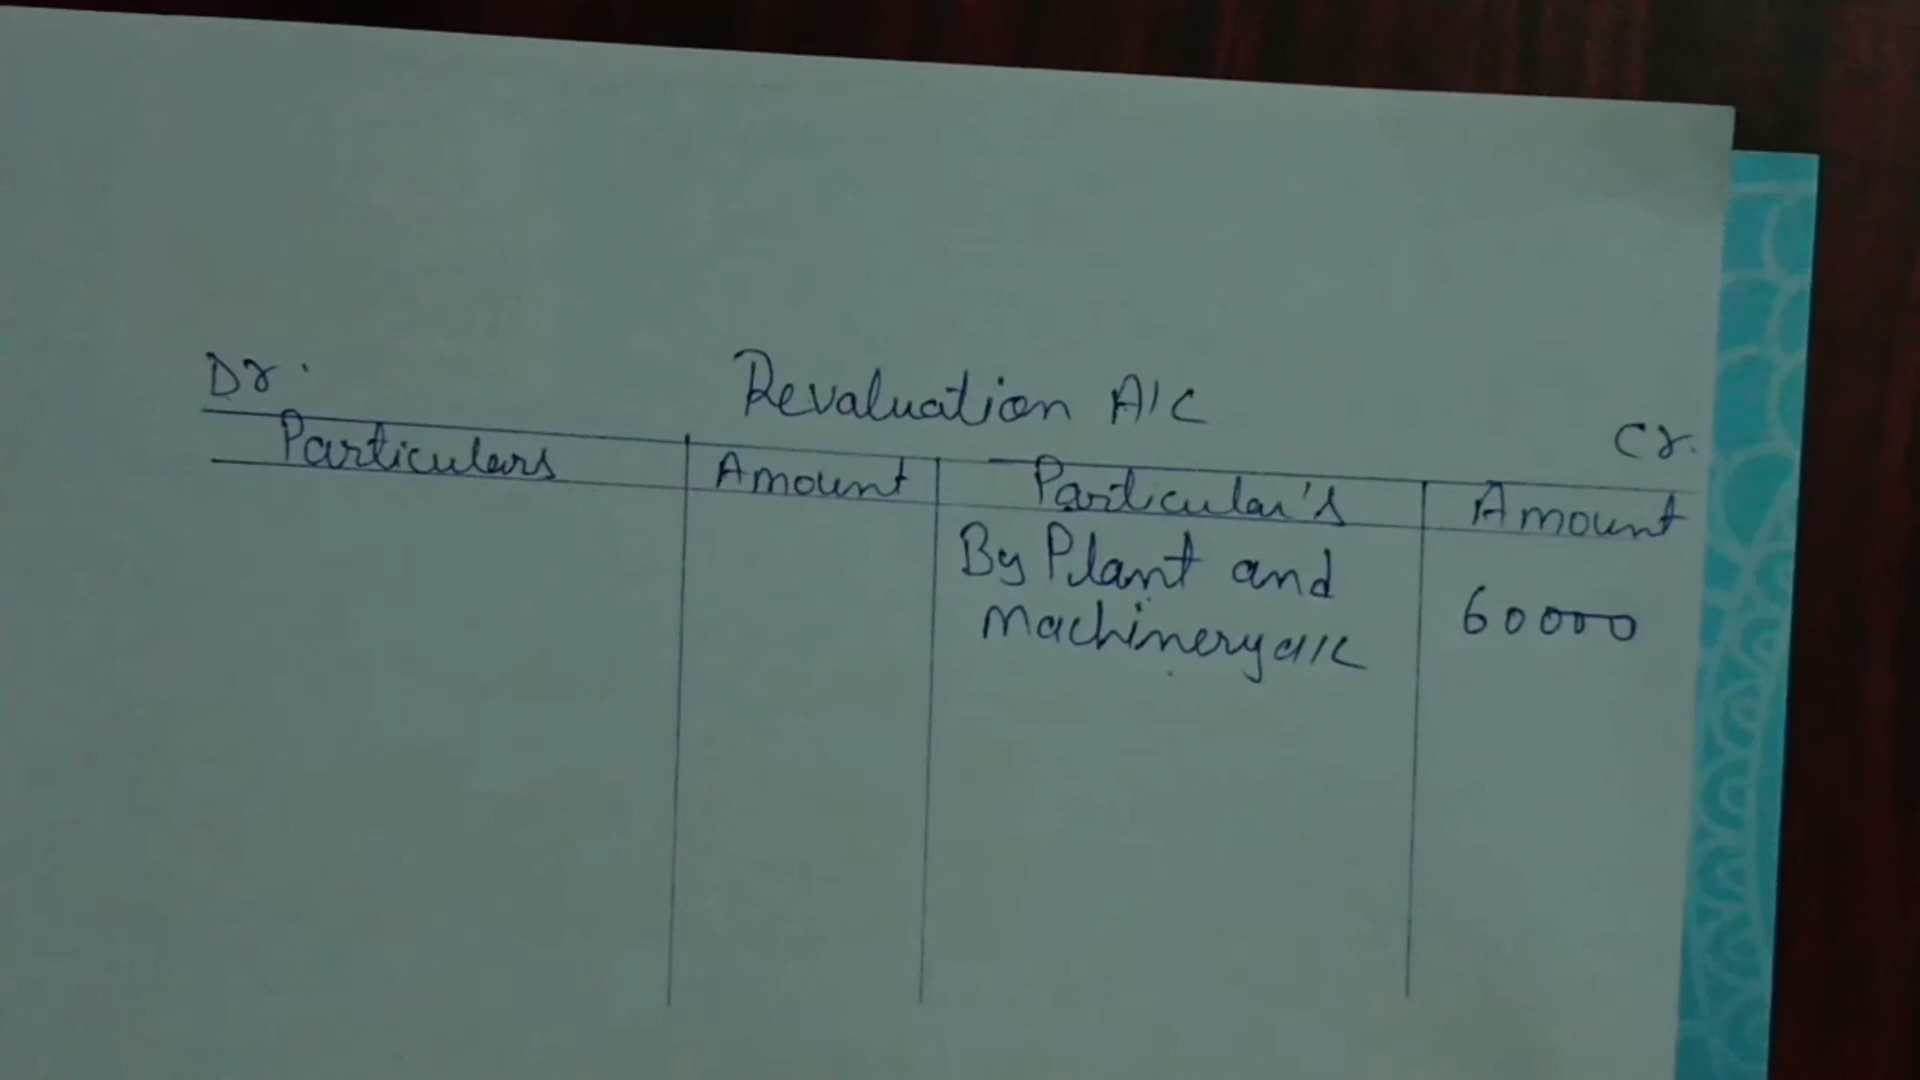 Dr.
Revaluation A/C
Cr.
Particulars Amount Particular's Amount
By Plant and
Machinery a/c 60000